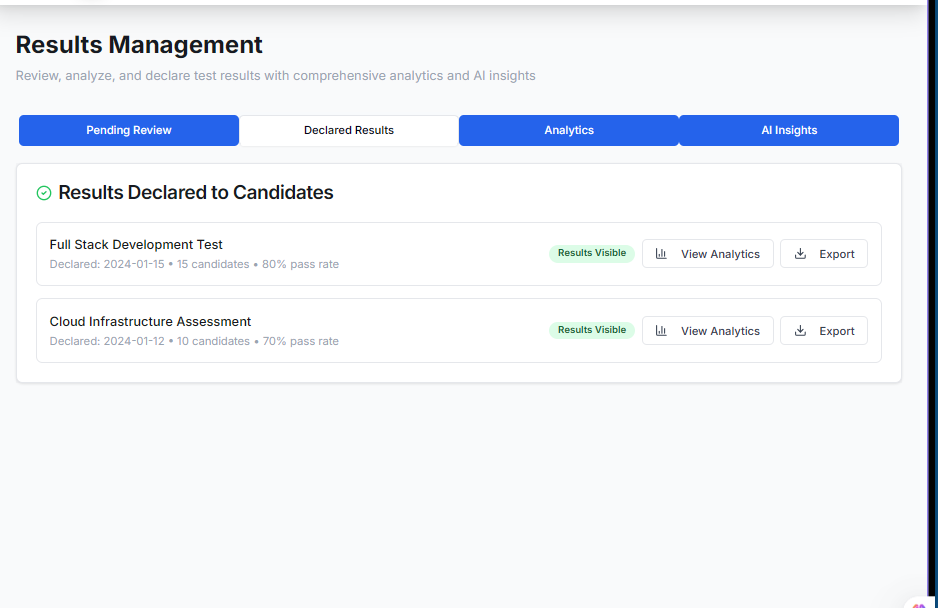 Results Management
Review, analyze, and declare test results with comprehensive analytics and AI insights
Pending Review
Declared Results
Analytics
AI Insights
Results Declared to Candidates
Full Stack Development Test
Declared: 2024-01-15 • 15 candidates • 80% pass rate
Results Visible
View Analytics
Export
Cloud Infrastructure Assessment
Declared: 2024-01-12 • 10 candidates • 70% pass rate
Results Visible
View Analytics
Export